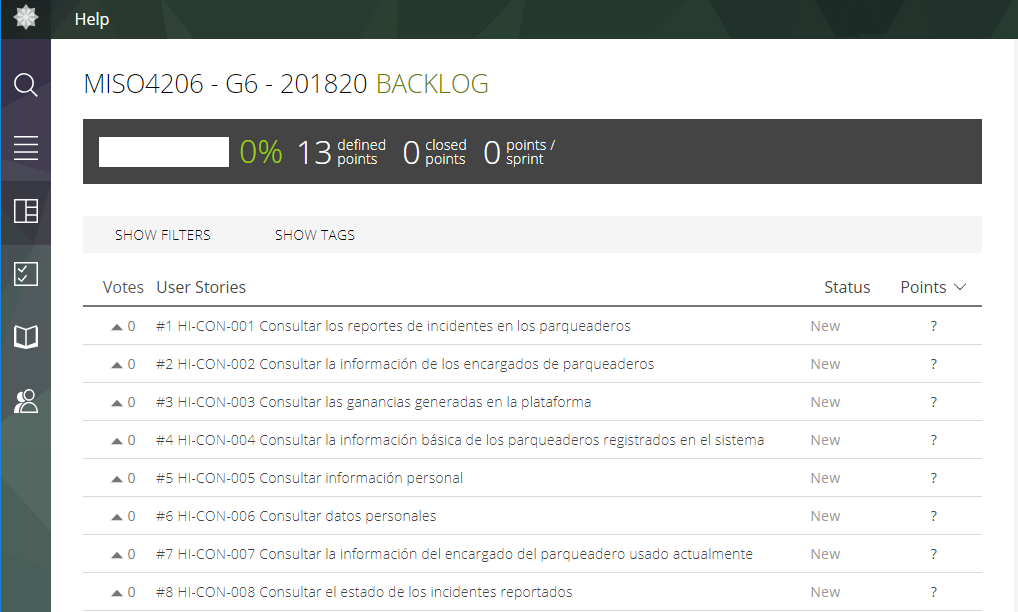 Help
MISO4206 - G6 - 201820 BACKLOG
0% 13 defined points 0 closed points 0 points / sprint
SHOW FILTERS SHOW TAGS
Votes User Stories Status Points
0 #1 HI-CON-001 Consultar los reportes de incidentes en los parqueaderos New ?
0 #2 HI-CON-002 Consultar la información de los encargados de parqueaderos New ?
0 #3 HI-CON-003 Consultar las ganancias generadas en la plataforma New ?
0 #4 HI-CON-004 Consultar la información básica de los parqueaderos registrados en el sistema New ?
0 #5 HI-CON-005 Consultar información personal New ?
0 #6 HI-CON-006 Consultar datos personales New ?
0 #7 HI-CON-007 Consultar la información del encargado del parqueadero usado actualmente New ?
0 #8 HI-CON-008 Consultar el estado de los incidentes reportados New ?